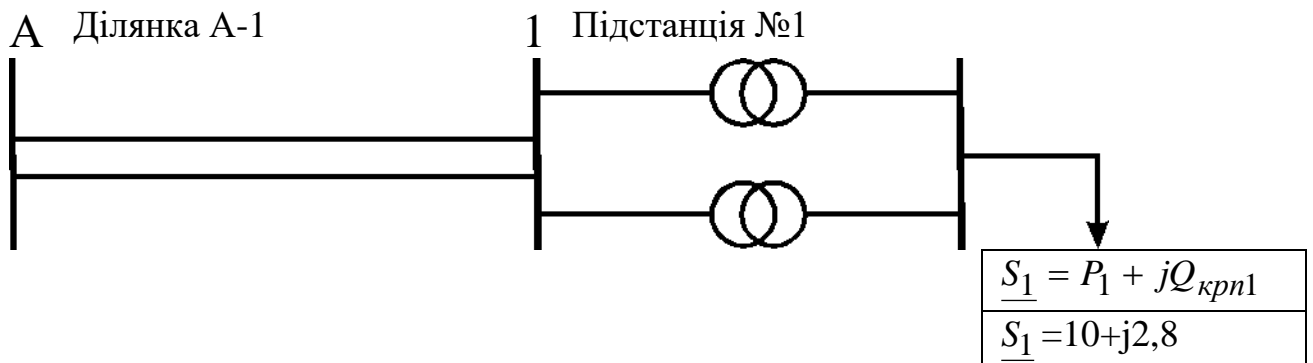 А Ділянка А-1 1 Підстанція №1
S1 = P1 + jQкрп1
S1 =10+j2,8